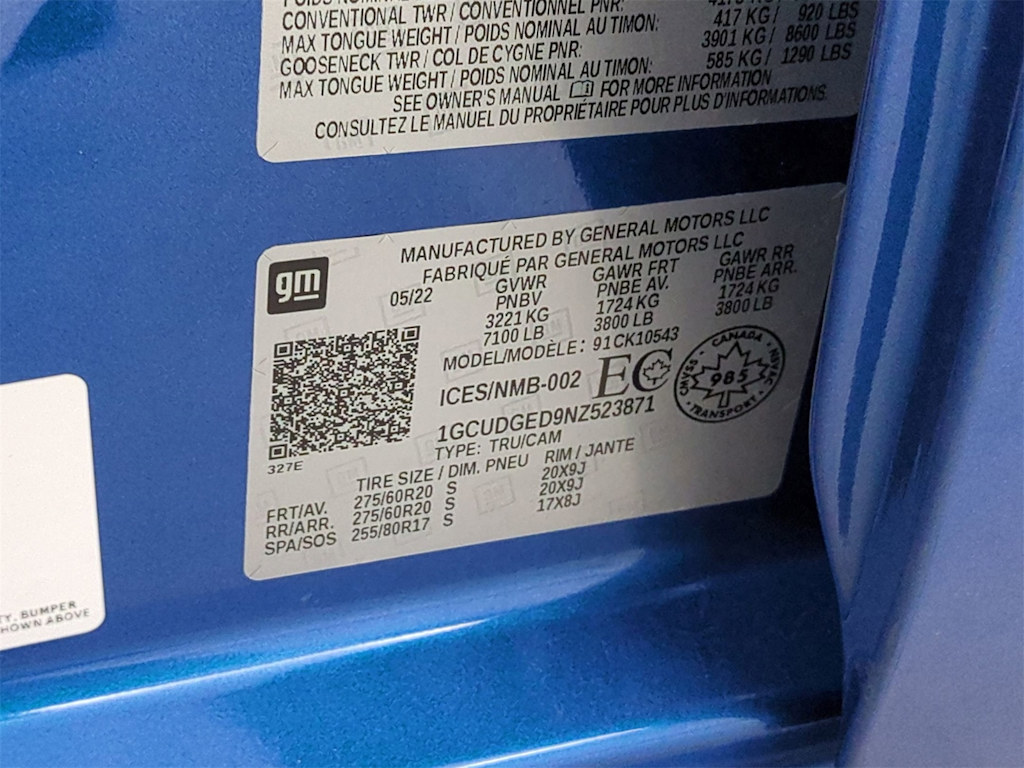 CONVENTIONAL TWR / CONVENTIONNEL PNR:
MAX TONGUE WEIGHT / POIDS NOMINAL AU TIMON: 417 KG / 920 LBS
GOOSENECK TWR / COL DE CYGNE PNR: 3901 KG / 8600 LBS
MAX TONGUE WEIGHT / POIDS NOMINAL AU TIMON: 585 KG / 1290 LBS
SEE OWNER'S MANUAL FOR MORE INFORMATION
CONSULTEZ LE MANUEL DU PROPRIÉTAIRE POUR PLUS D'INFORMATIONS.
gm
MANUFACTURED BY GENERAL MOTORS LLC
FABRIQUÉ PAR GENERAL MOTORS LLC
05/22 GVWR GAWR FRT GAWR RR
PNBV PNBE AV. PNBE ARR.
3221 KG 1724 KG 1724 KG
7100 LB 3800 LB 3800 LB
MODEL/MODÈLE: 91CK10543
ICES/NMB-002 EC
CANADA
985
TRANSPORT
1GCUDGED9NZ523871
TYPE: TRU/CAM
327E
TIRE SIZE / DIM. PNEU RIM / JANTE
FRT/AV. 275/60R20 S 20X9J
RR/ARR. 275/60R20 S 20X9J
SPA/SOS 255/80R17 S 17X8J
TY, BUMPER
HOWN ABOVE